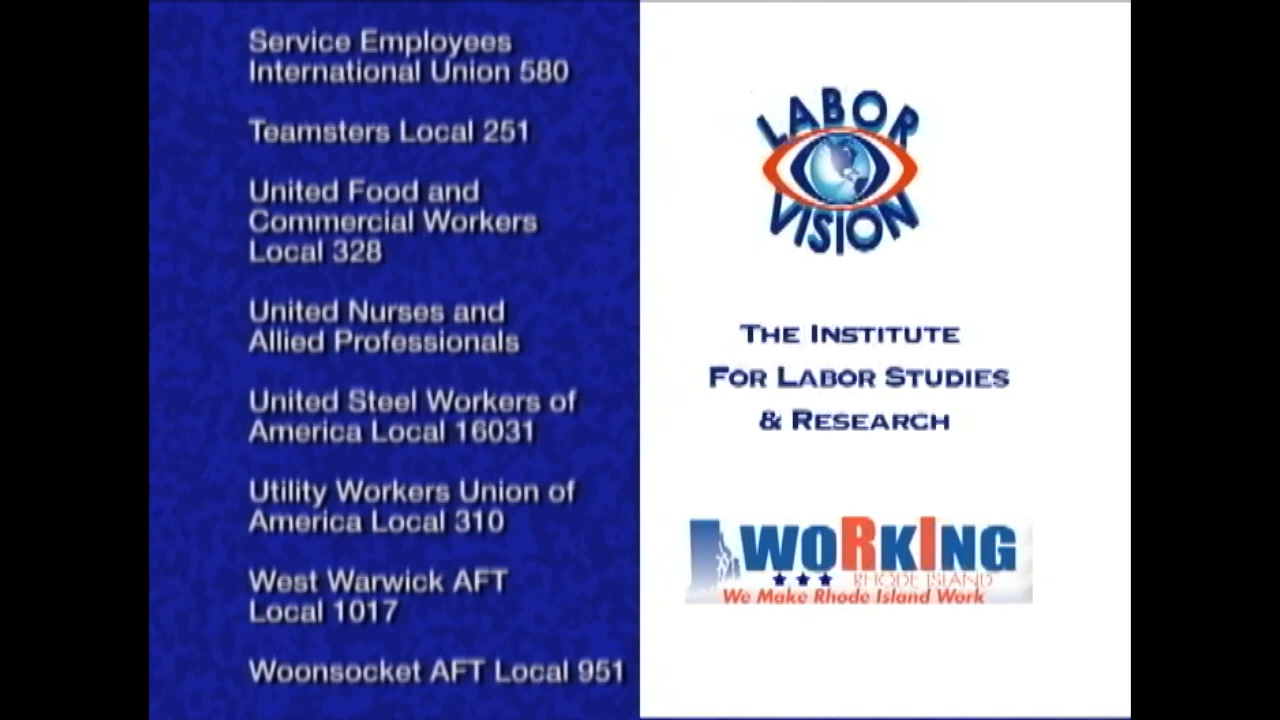 Service Employees
International Union 580
Teamsters Local 251
United Food and
Commercial Workers
Local 328
United Nurses and
Allied Professionals
United Steel Workers of
America Local 16031
Utility Workers Union of
America Local 310
West Warwick AFT
Local 1017
Woonsocket AFT Local 951
LABOR
VISION
THE INSTITUTE
FOR LABOR STUDIES
& RESEARCH
WORKING
RHODE ISLAND
We Make Rhode Island Work